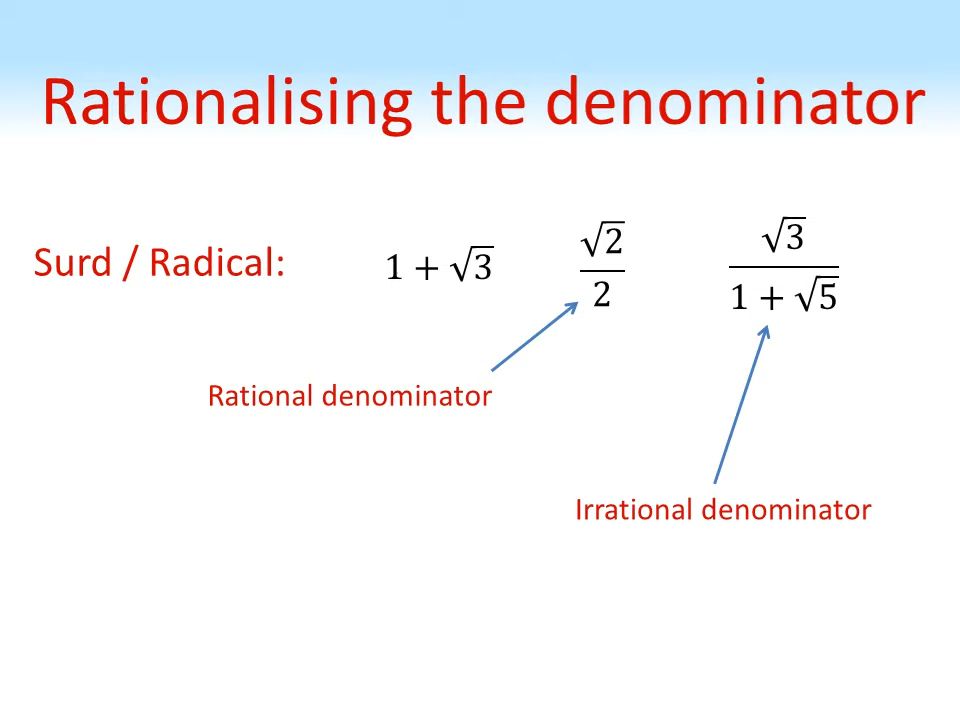 Rationalising the denominator
Surd / Radical: 1 + √3 √2/2 √3/(1 + √5)
Rational denominator
Irrational denominator